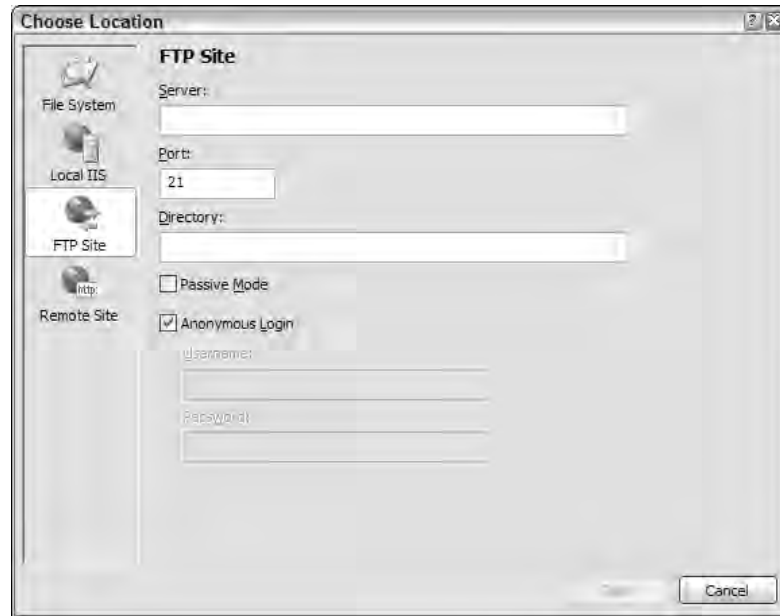 Choose Location
File System
Local IIS
FTP Site
http:
Remote Site
FTP Site
Server:
Port:
21
Directory:
Passive Mode
Anonymous Login
Username:
Password:
Cancel